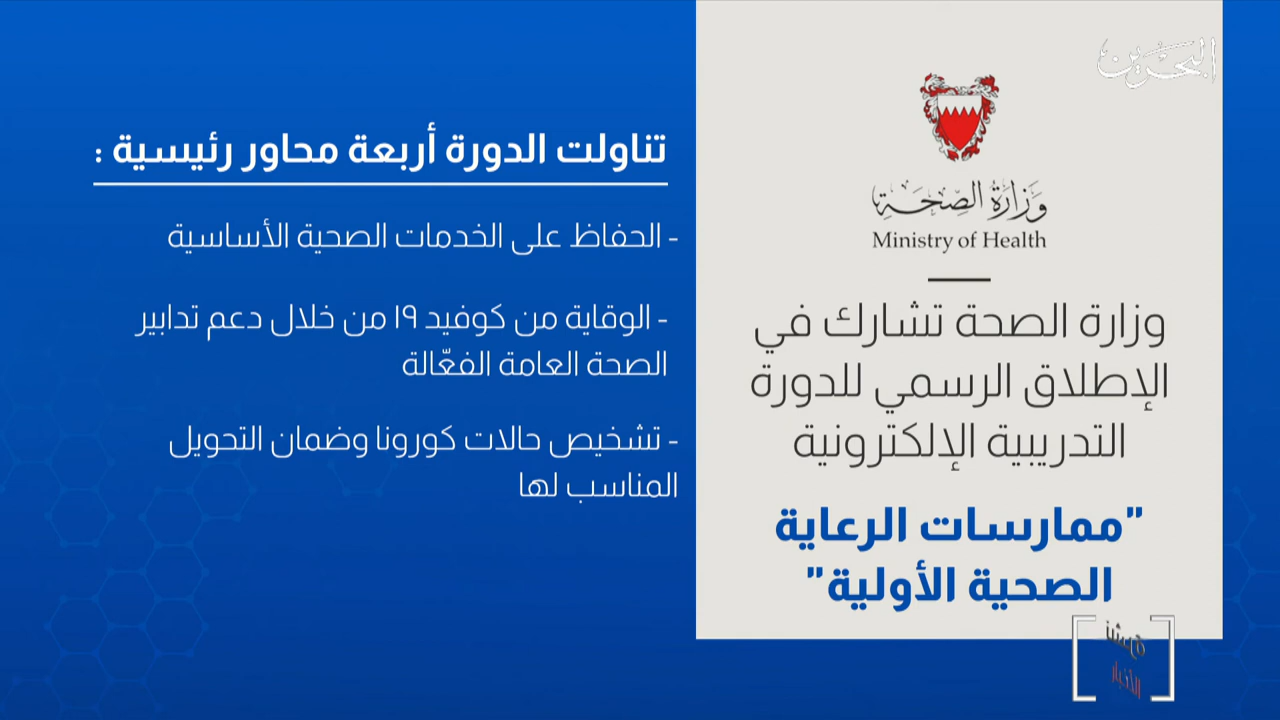 البحرين
وزارة الصحة
Ministry of Health
وزارة الصحة تشارك في
الإطلاق الرسمي للدورة
التدريبية الإلكترونية
"ممارسات الرعاية
الصحية الأولية"
تناولت الدورة أربعة محاور رئيسية :
- الحفاظ على الخدمات الصحية الأساسية
- الوقاية من كوفيد ١٩ من خلال دعم تدابير
الصحة العامة الفعّالة
- تشخيص حالات كورونا وضمان التحويل
المناسب لها
الأخبار